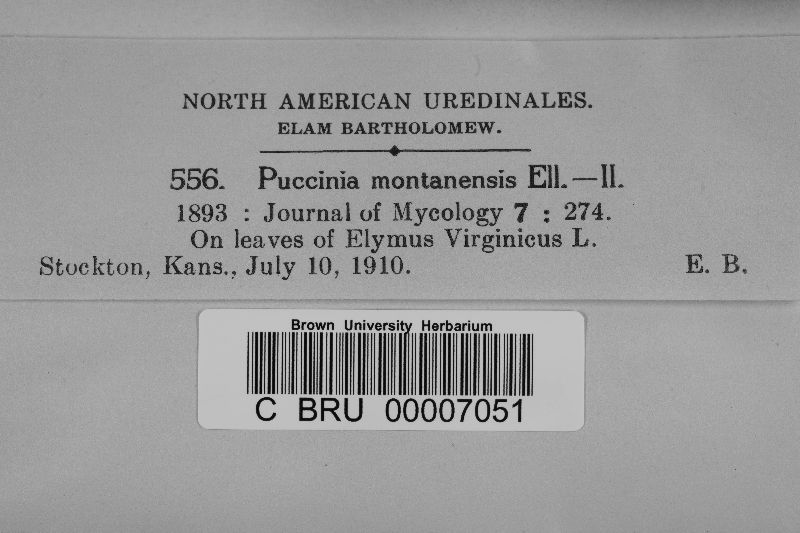 NORTH AMERICAN UREDINALES.
ELAM BARTHOLOMEW.
556. Puccinia montanensis Ell.—II.
1893 : Journal of Mycology 7 : 274.
On leaves of Elymus Virginicus L.
Stockton, Kans., July 10, 1910. E. B.
Brown University Herbarium
C BRU 00007051